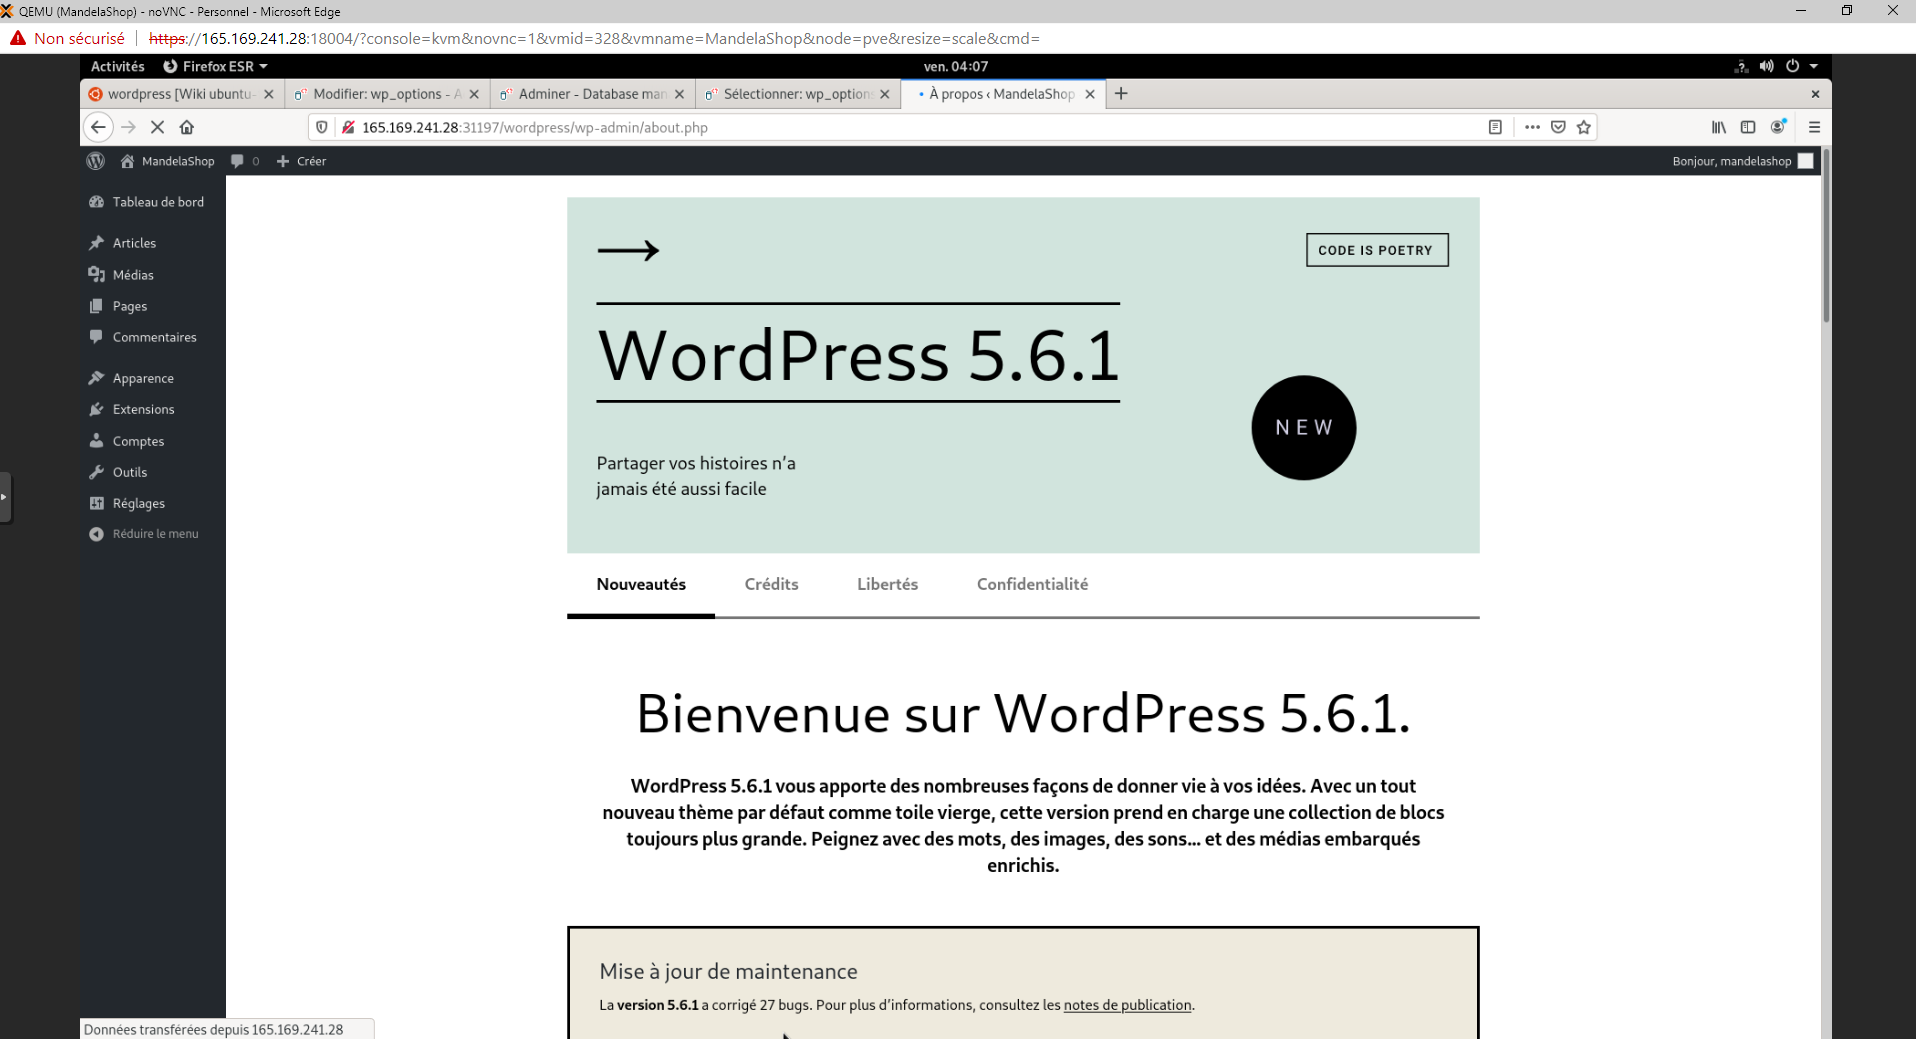 QEMU (MandelaShop) - noVNC - Personnel - Microsoft Edge
Non sécurisé
https://165.169.241.28:18004/?console=kvm&novnc=1&vmid=328&vmname=MandelaShop&node=pve&resize=scale&cmd=
Activités Firefox ESR ven. 04:07
wordpress [Wiki ubuntu- Modifier: wp_options - A Adminer - Database man Sélectionner: wp_options À propos ‹ MandelaShop
165.169.241.28:31197/wordpress/wp-admin/about.php
MandelaShop 0 Créer Bonjour, mandelashop
Tableau de bord
Articles
Médias
Pages
Commentaires
Apparence
Extensions
Comptes
Outils
Réglages
Réduire le menu
CODE IS POETRY
WordPress 5.6.1
NEW
Partager vos histoires n’a
jamais été aussi facile
Nouveautés Crédits Libertés Confidentialité
Bienvenue sur WordPress 5.6.1.
WordPress 5.6.1 vous apporte des nombreuses façons de donner vie à vos idées. Avec un tout
nouveau thème par défaut comme toile vierge, cette version prend en charge une collection de blocs
toujours plus grande. Peignez avec des mots, des images, des sons… et des médias embarqués
enrichis.
Mise à jour de maintenance
La version 5.6.1 a corrigé 27 bugs. Pour plus d’informations, consultez les notes de publication.
Données transférées depuis 165.169.241.28